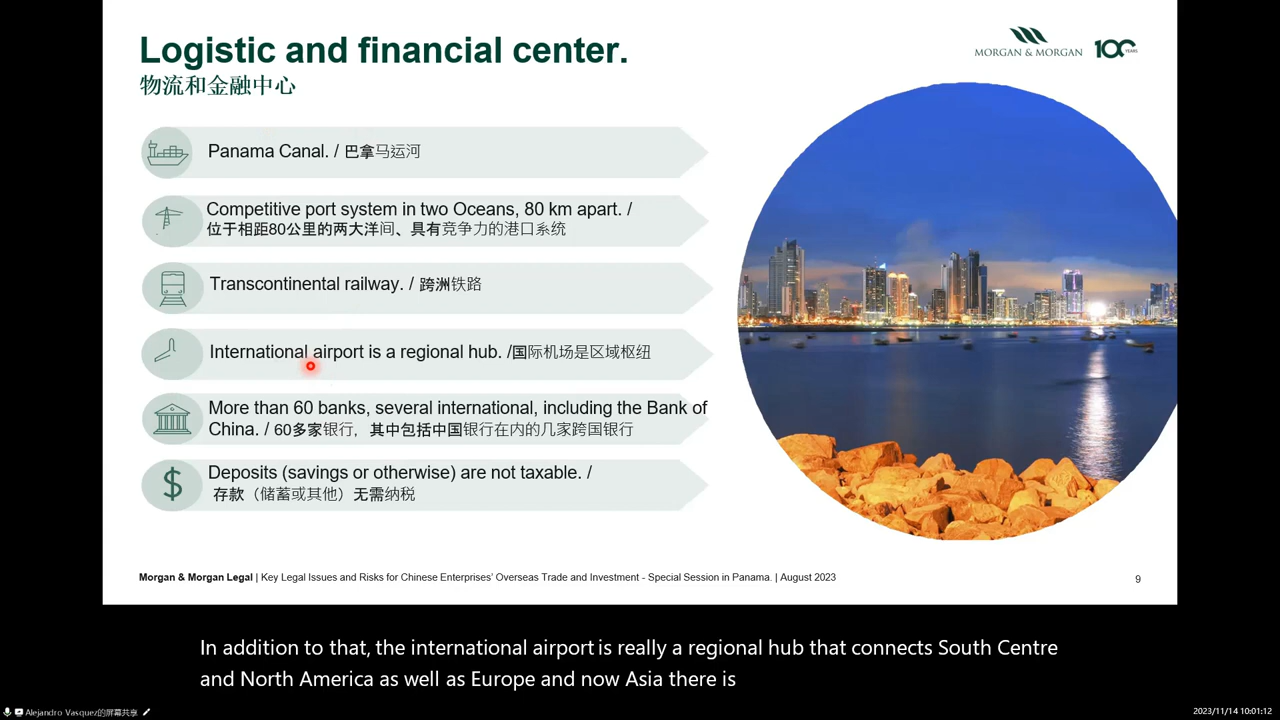 Logistic and financial center.
物流和金融中心
MORGAN & MORGAN
100 YEARS
Panama Canal. / 巴拿马运河
Competitive port system in two Oceans, 80 km apart. /
位于相距80公里的两大洋间、具有竞争力的港口系统
Transcontinental railway. / 跨洲铁路
International airport is a regional hub. /国际机场是区域枢纽
More than 60 banks, several international, including the Bank of
China. / 60多家银行，其中包括中国银行在内的几家跨国银行
$
Deposits (savings or otherwise) are not taxable. /
存款（储蓄或其他）无需纳税
Morgan & Morgan Legal | Key Legal Issues and Risks for Chinese Enterprises' Overseas Trade and Investment - Special Session in Panama. | August 2023
9
In addition to that, the international airport is really a regional hub that connects South Centre
and North America as well as Europe and now Asia there is
Alejandro Vasquez的屏幕共享
2023/11/14 10:01:12